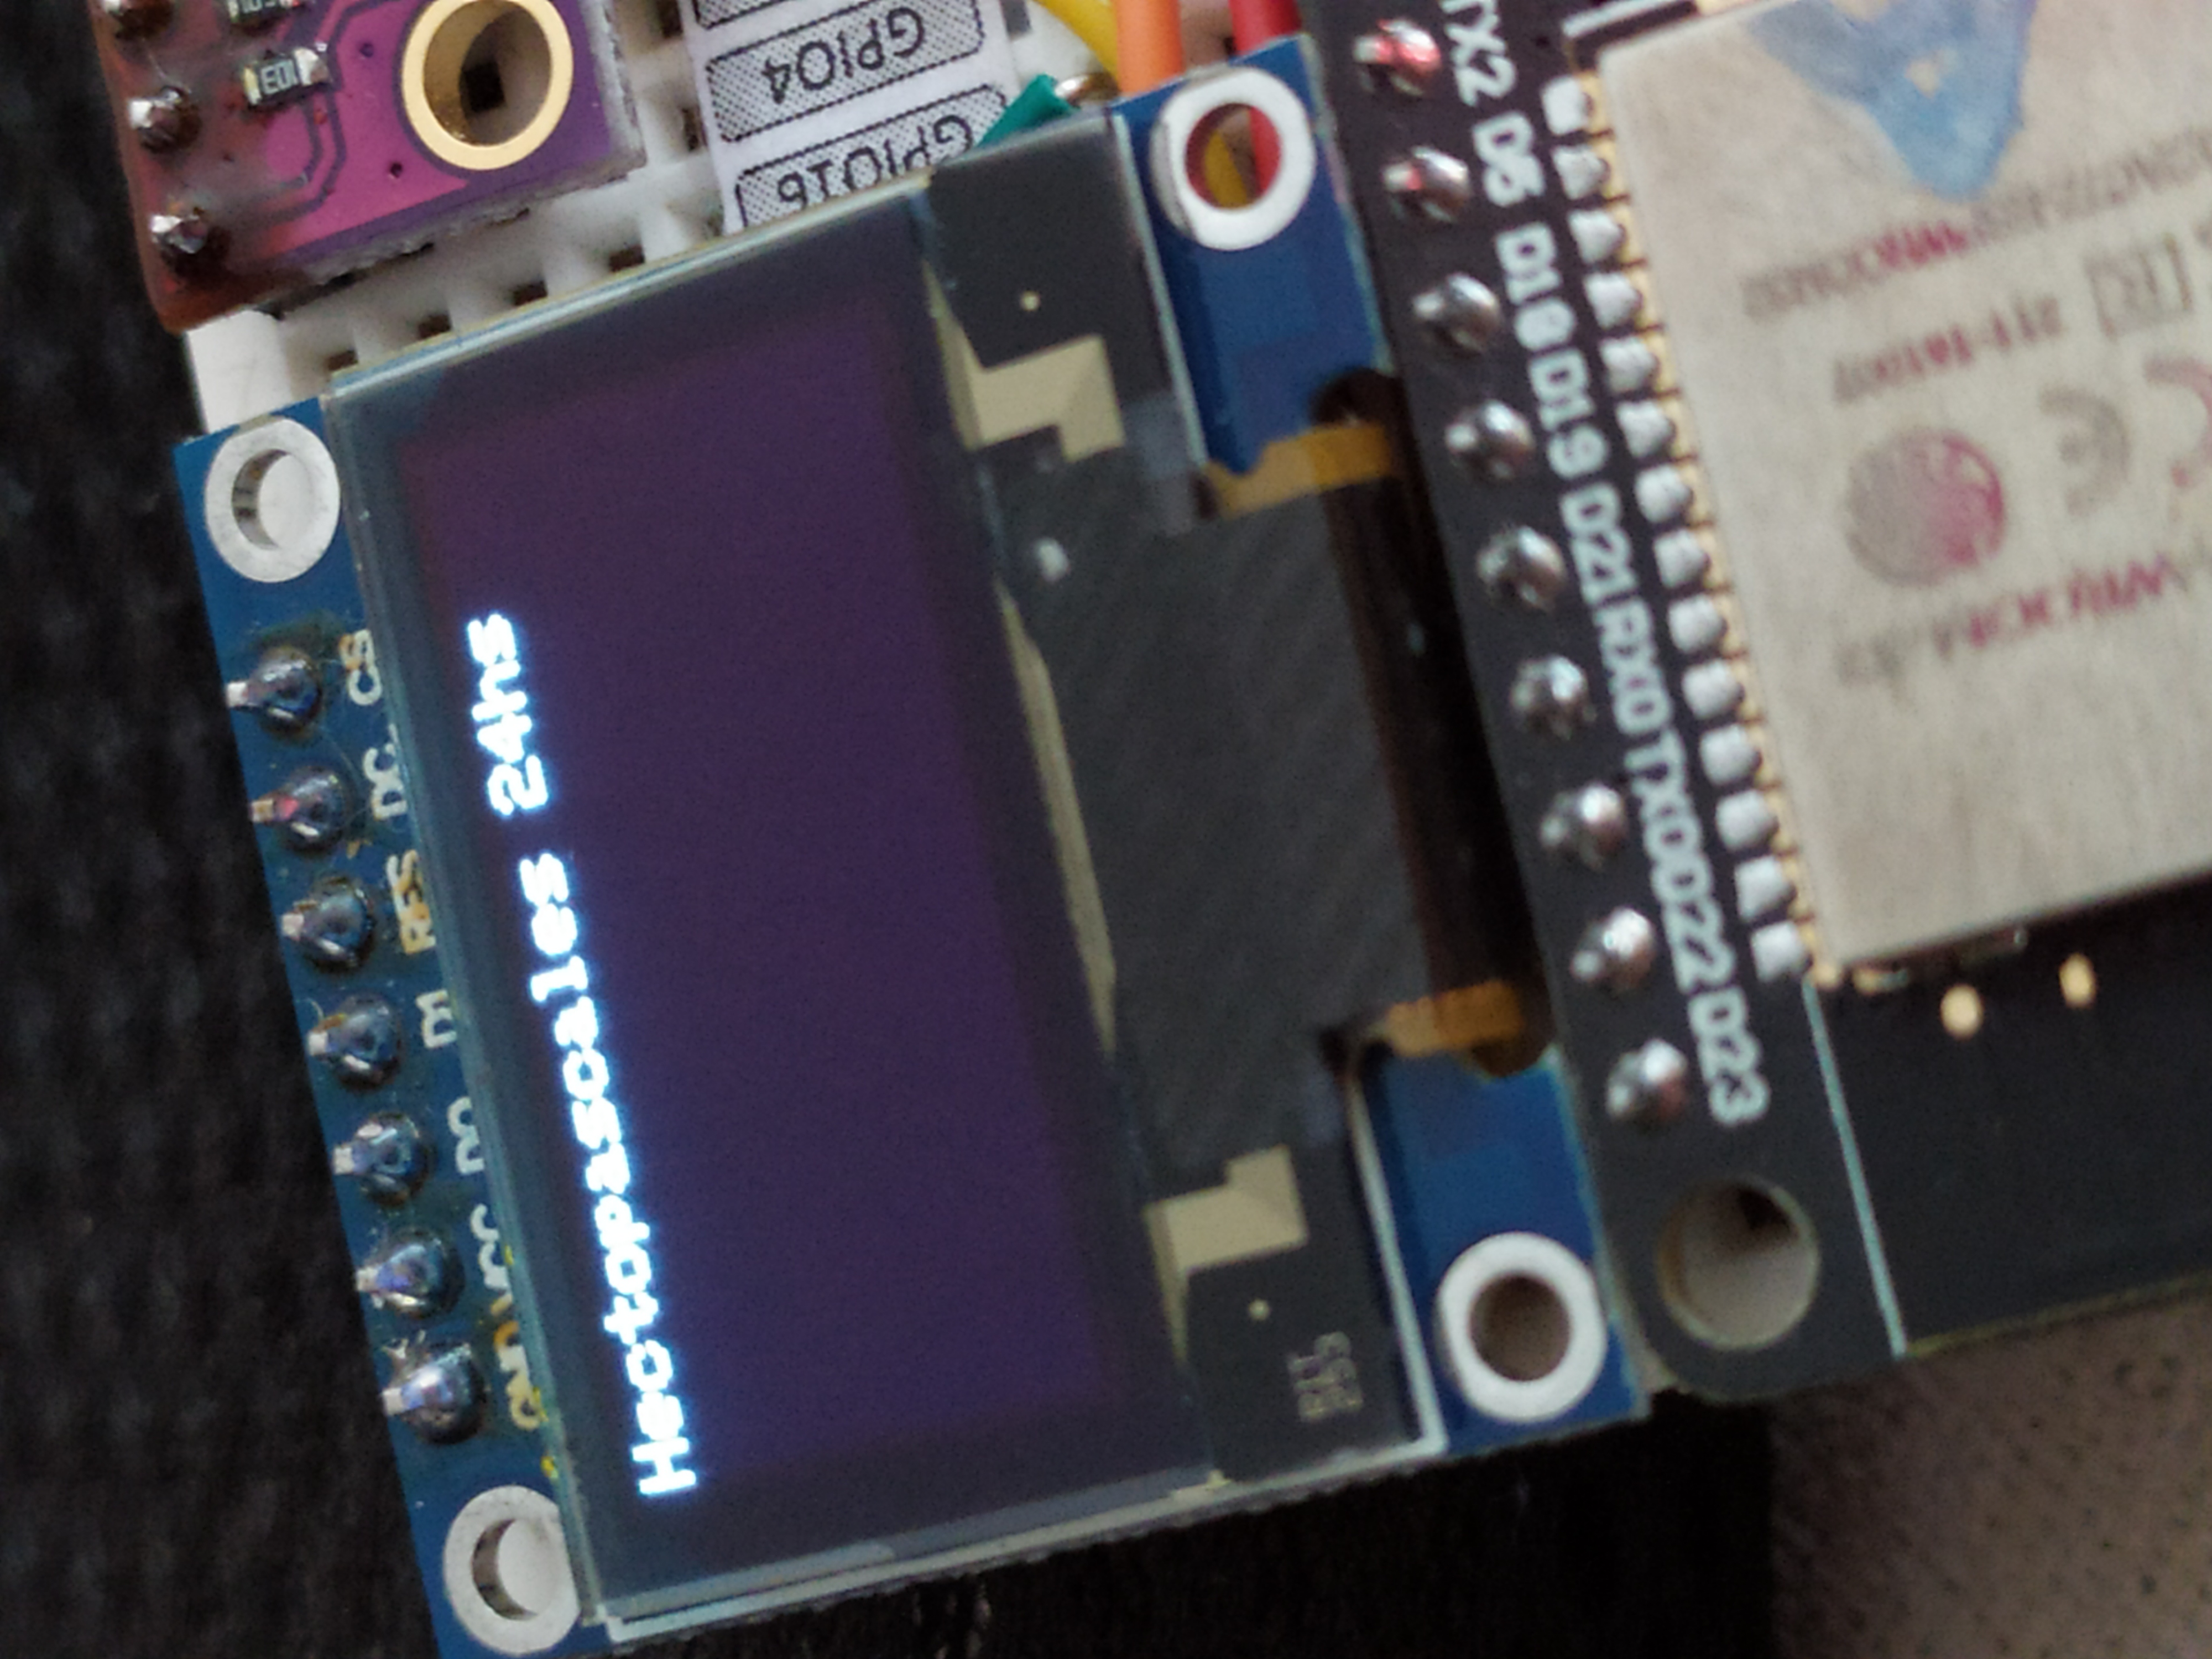 GND VCC D0 D1 RES DC CS
Hectopascales 24hs
GPIO16
GPIO4
TX2 D5 D18 D19 D21 RX0 TX0 D22 D23
CE